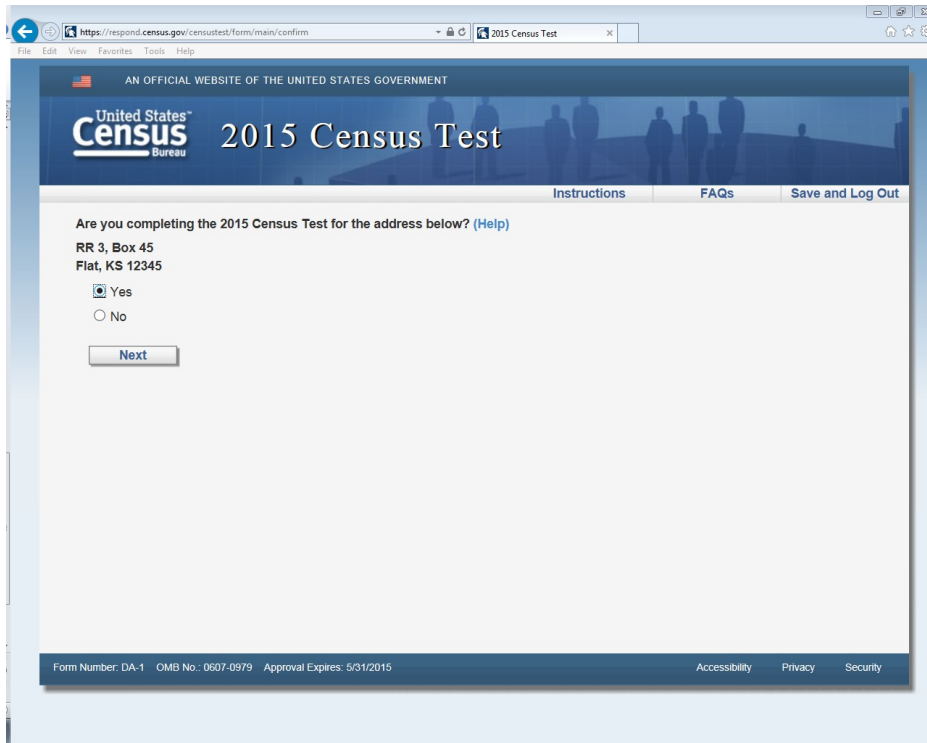 https://respond.census.gov/censustest/form/main/confirm
2015 Census Test
File Edit View Favorites Tools Help
AN OFFICIAL WEBSITE OF THE UNITED STATES GOVERNMENT
United States™
Census
Bureau
2015 Census Test
Instructions FAQs Save and Log Out
Are you completing the 2015 Census Test for the address below? (Help)
RR 3, Box 45
Flat, KS 12345
Yes
No
Next
Form Number: DA-1 OMB No.: 0607-0979 Approval Expires: 5/31/2015 Accessibility Privacy Security